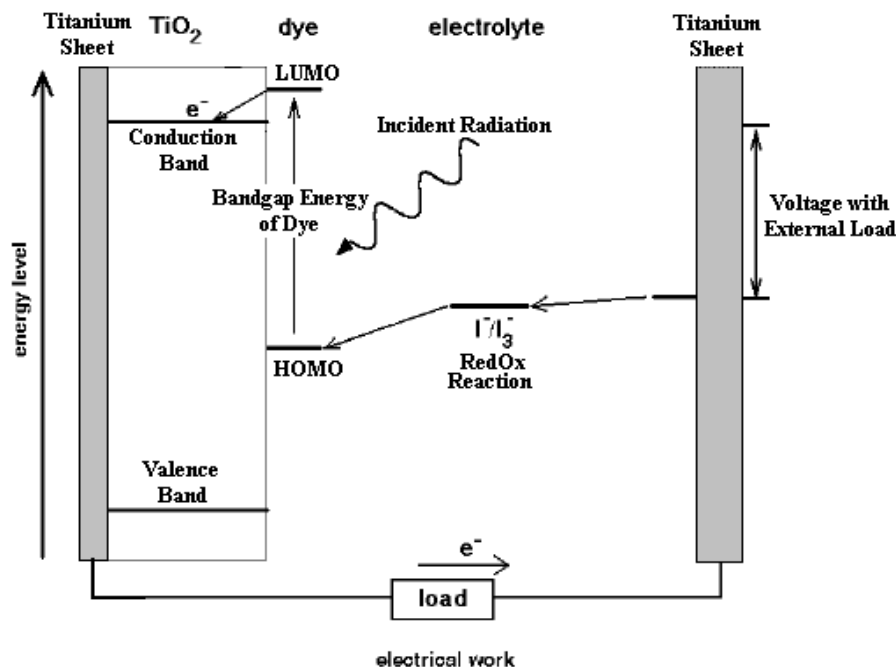 Titanium
Sheet
TiO₂
dye
electrolyte
Titanium
Sheet
LUMO
e⁻
Conduction
Band
Incident Radiation
Bandgap Energy
of Dye
Voltage with
External Load
energy level
I⁻/I₃⁻
RedOx
Reaction
HOMO
Valence
Band
e⁻
load
electrical work